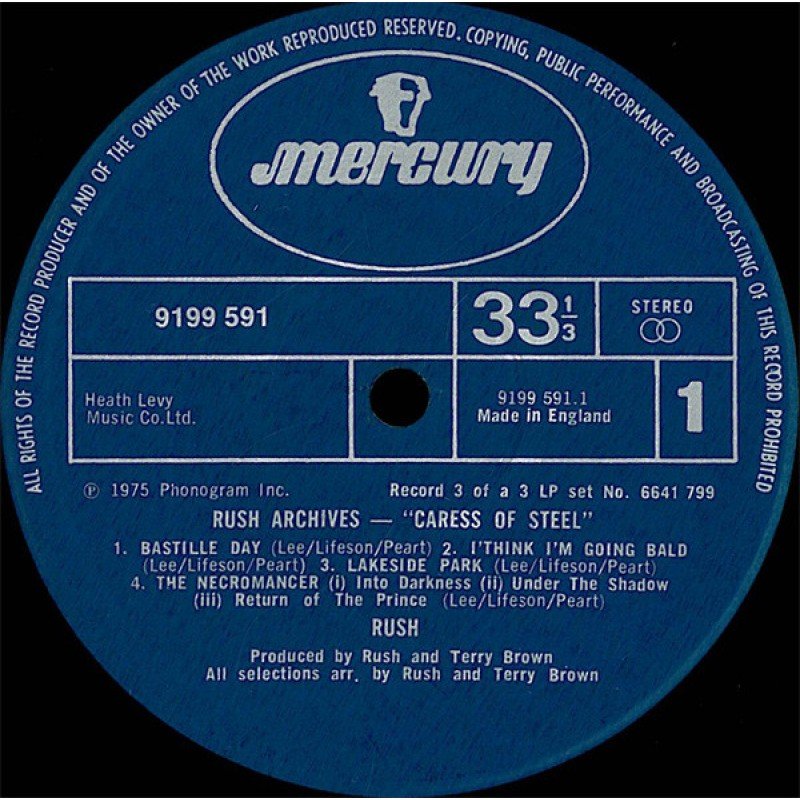 ALL RIGHTS OF THE RECORD PRODUCER AND OF THE OWNER OF THE WORK REPRODUCED RESERVED. COPYING, PUBLIC PERFORMANCE AND BROADCASTING OF THIS RECORD PROHIBITED
mercury
9199 591
33 1/3
STEREO
Heath Levy
Music Co.Ltd.
9199 591.1
Made in England
1
℗ 1975 Phonogram Inc.
Record 3 of a 3 LP set No. 6641 799
RUSH ARCHIVES — "CARESS OF STEEL"
1. BASTILLE DAY (Lee/Lifeson/Peart) 2. I'THINK I'M GOING BALD
(Lee/Lifeson/Peart) 3. LAKESIDE PARK (Lee/Lifeson/Peart)
4. THE NECROMANCER (i) Into Darkness (ii) Under The Shadow
(iii) Return of The Prince (Lee/Lifeson/Peart)
RUSH
Produced by Rush and Terry Brown
All selections arr. by Rush and Terry Brown